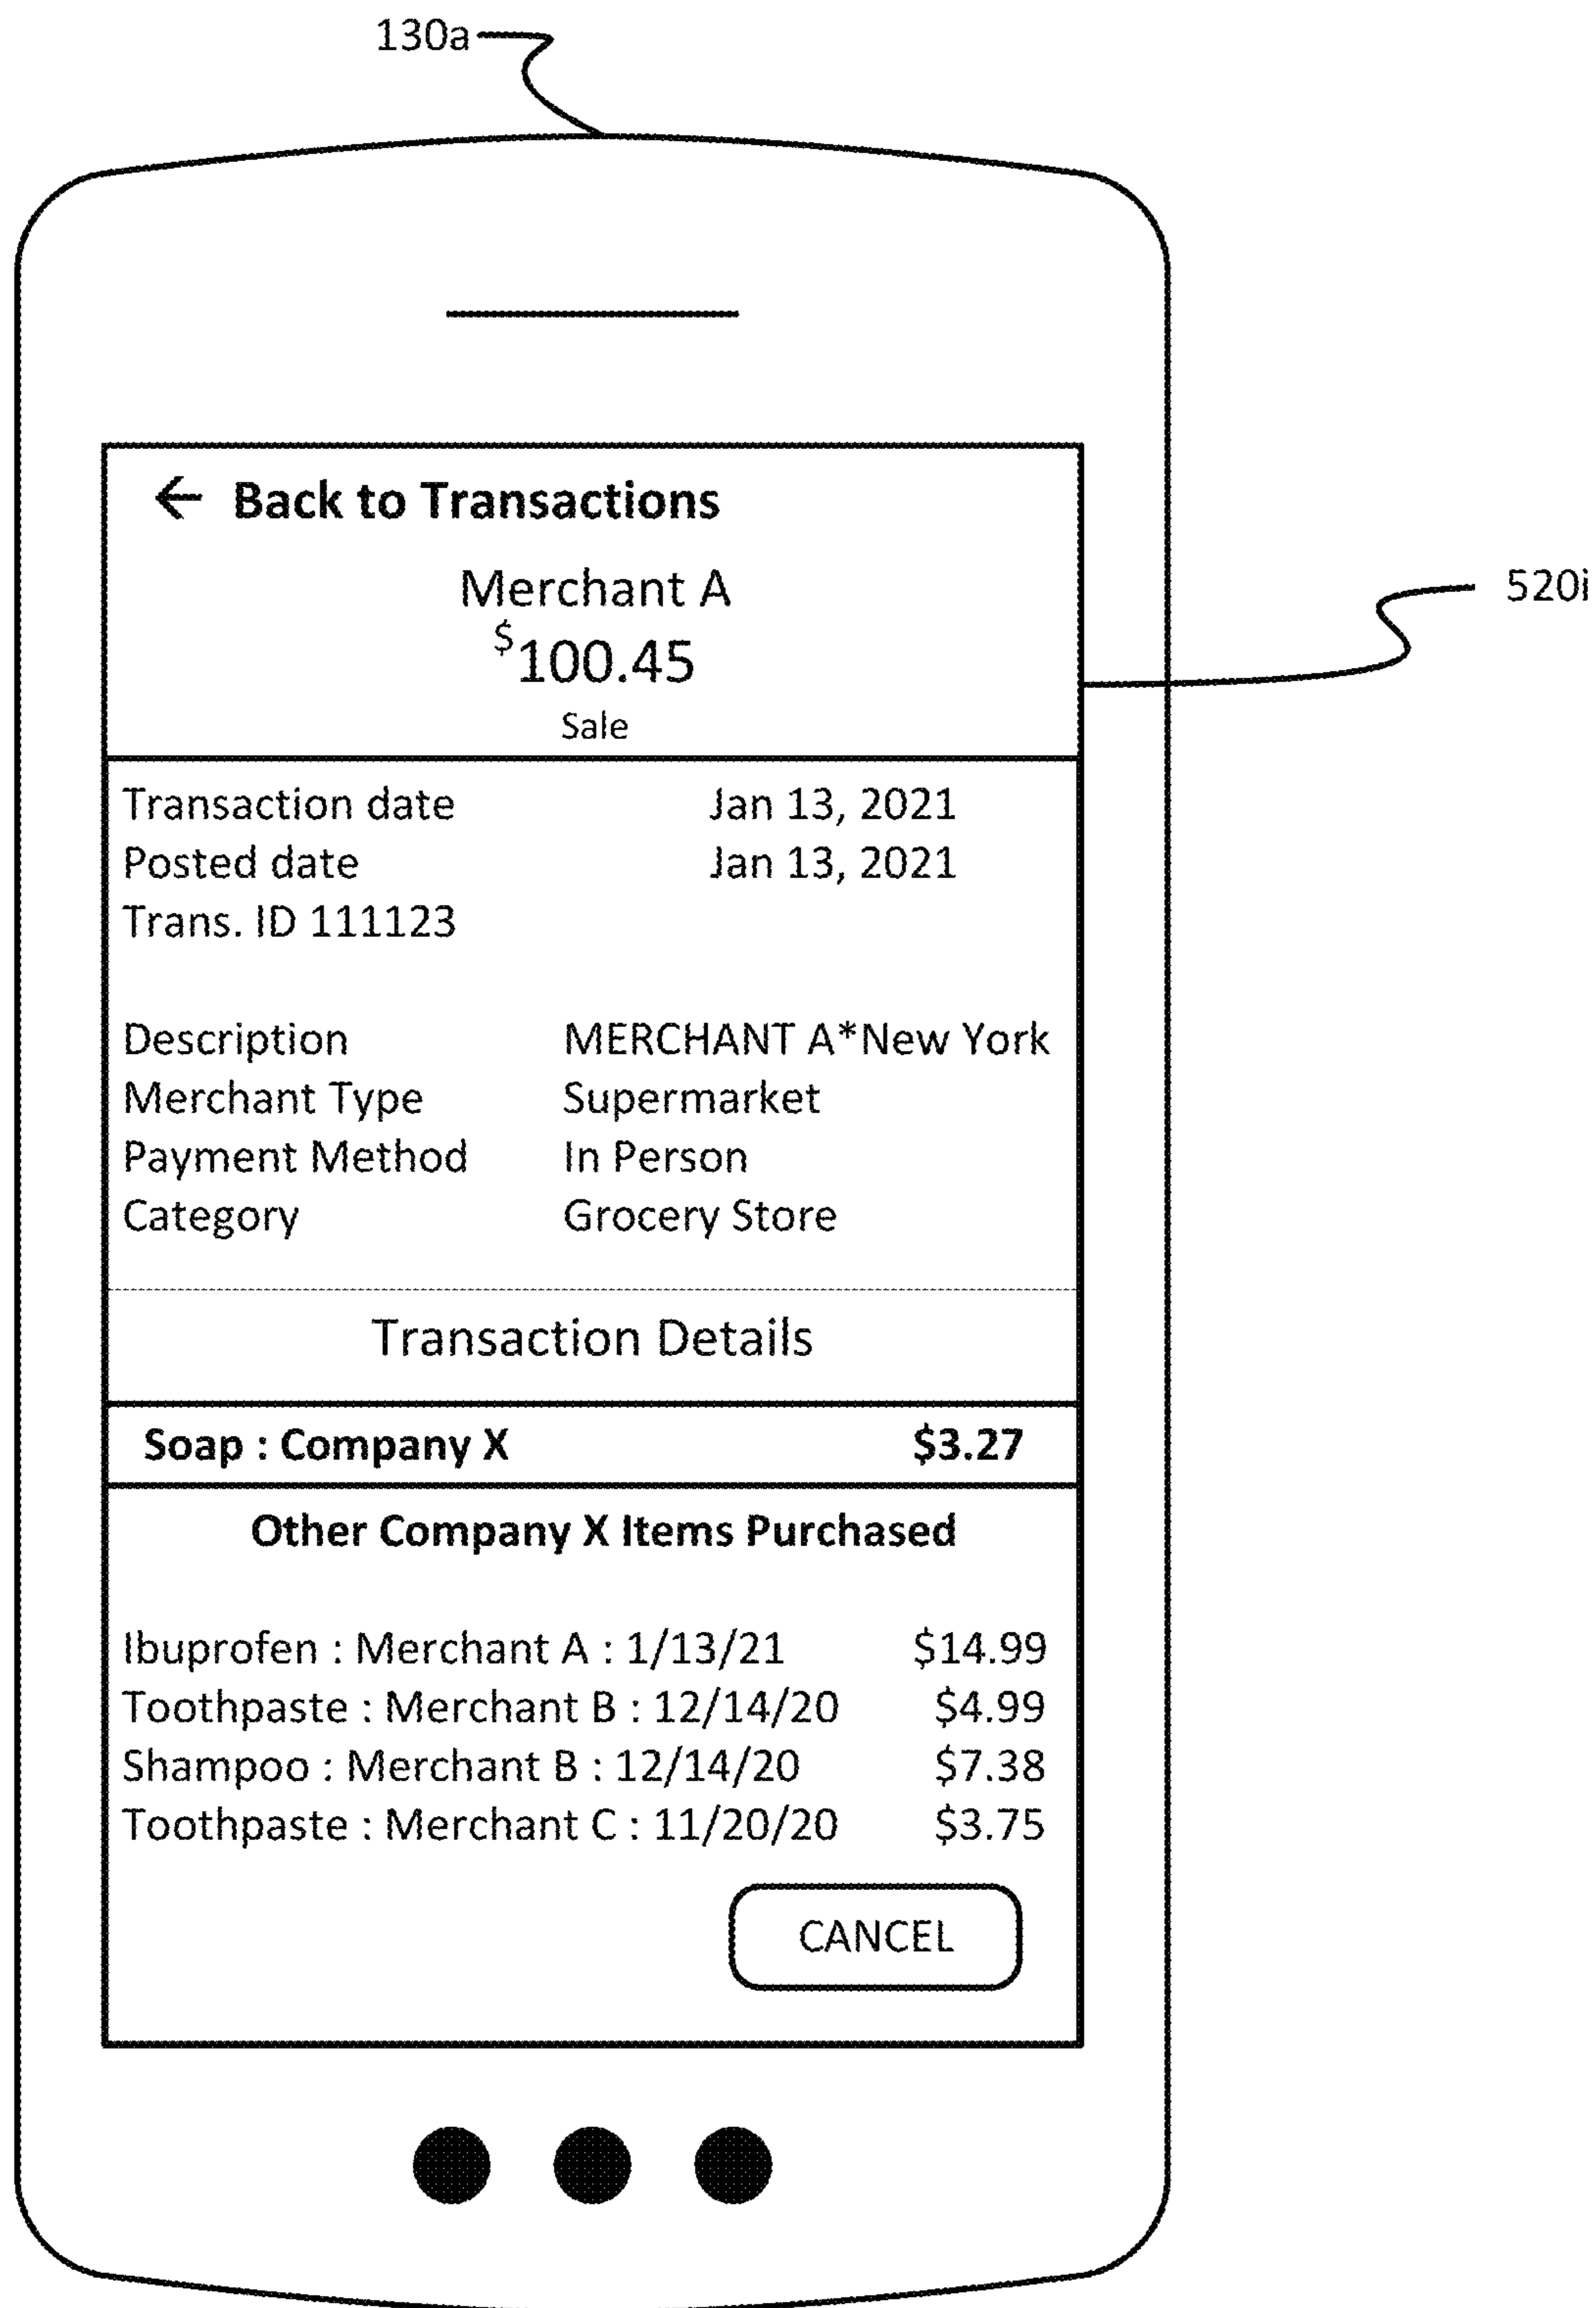 130a
← Back to Transactions
Merchant A
$100.45
520i
Sale
Transaction date Jan 13, 2021
Posted date Jan 13, 2021
Trans. ID 111123
Description MERCHANT A*New York
Merchant Type Supermarket
Payment Method In Person
Category Grocery Store
Transaction Details
Soap : Company X $3.27
Other Company X Items Purchased
Ibuprofen : Merchant A : 1/13/21 $14.99
Toothpaste : Merchant B : 12/14/20 $4.99
Shampoo : Merchant B : 12/14/20 $7.38
Toothpaste : Merchant C : 11/20/20 $3.75
CANCEL